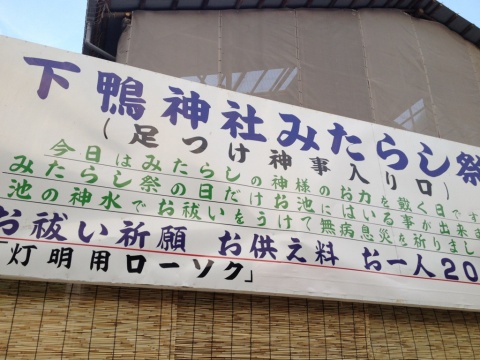 下鴨神社みたらし祭
(足つけ神事入り口)
今日はみたらしの神様のお力を戴く日です
みたらし祭の日だけお池にはいる事が出来ま
池の神水でお祓いをうけて無病息災を祈りまし
お祓い祈願 お供え料 お一人20
「灯明用ローソク」